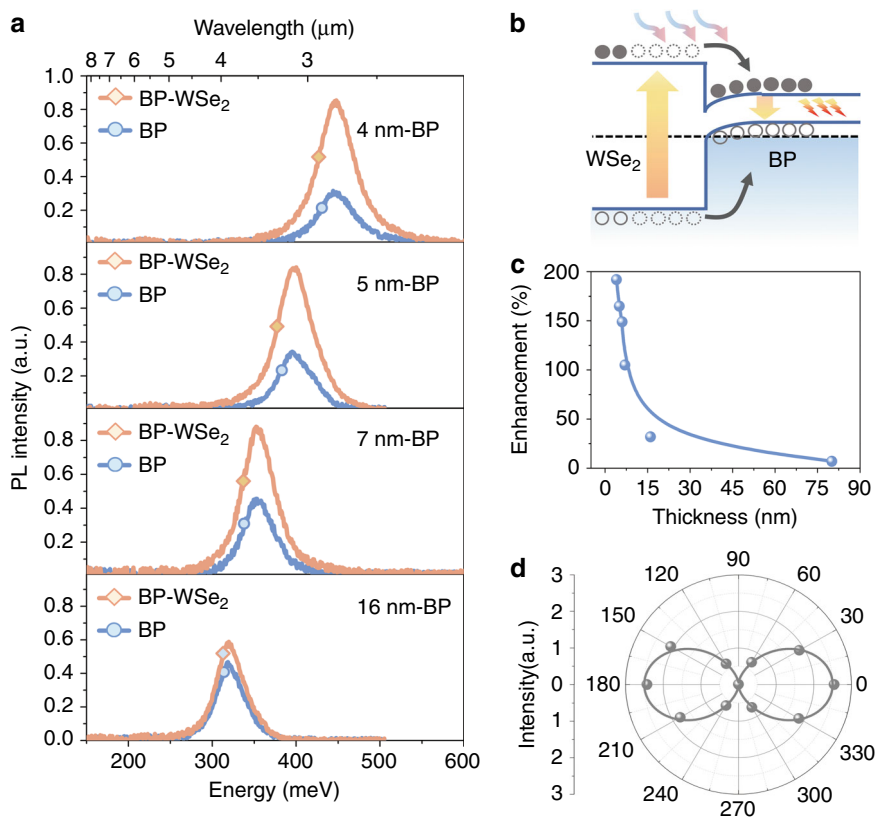 a
Wavelength (μm)
8 7 6 5 4 3
PL intensity (a.u.)
1.0
0.8
0.6
0.4
0.2
BP-WSe₂
BP
4 nm-BP
0.8
0.6
0.4
0.2
BP-WSe₂
BP
5 nm-BP
0.8
0.6
0.4
0.2
BP-WSe₂
BP
7 nm-BP
0.8
0.6
0.4
0.2
0.0
BP-WSe₂
BP
16 nm-BP
200 300 400 500 600
Energy (meV)
b
WSe₂
BP
c
Enhancement (%)
200
150
100
50
0
0 15 30 45 60 75 90
Thickness (nm)
d
Intensity(a.u.)
3
2
1
0
1
2
3
90
120 60
150 30
180 0
210 330
240 300
270